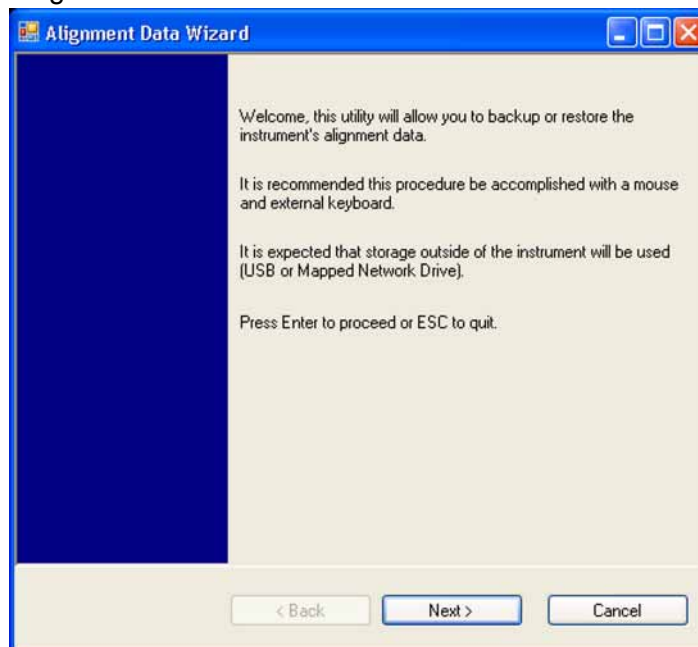 Alignment Data Wizard
Welcome, this utility will allow you to backup or restore the
instrument's alignment data.
It is recommended this procedure be accomplished with a mouse
and external keyboard.
It is expected that storage outside of the instrument will be used
(USB or Mapped Network Drive).
Press Enter to proceed or ESC to quit.
< Back
Next >
Cancel